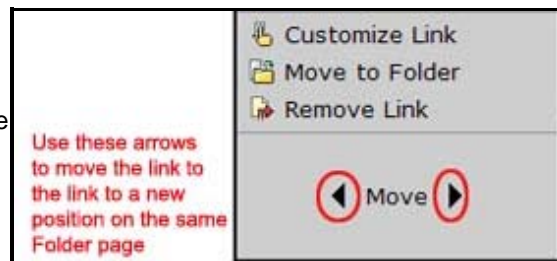 e
Use these arrows
to move the link to
the link to a new
position on the same
Folder page
Customize Link
Move to Folder
Remove Link
Move